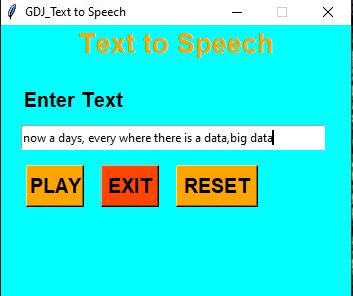 GDJ_Text to Speech
Text to Speech
Enter Text
now a days, every where there is a data,big data
PLAY EXIT RESET